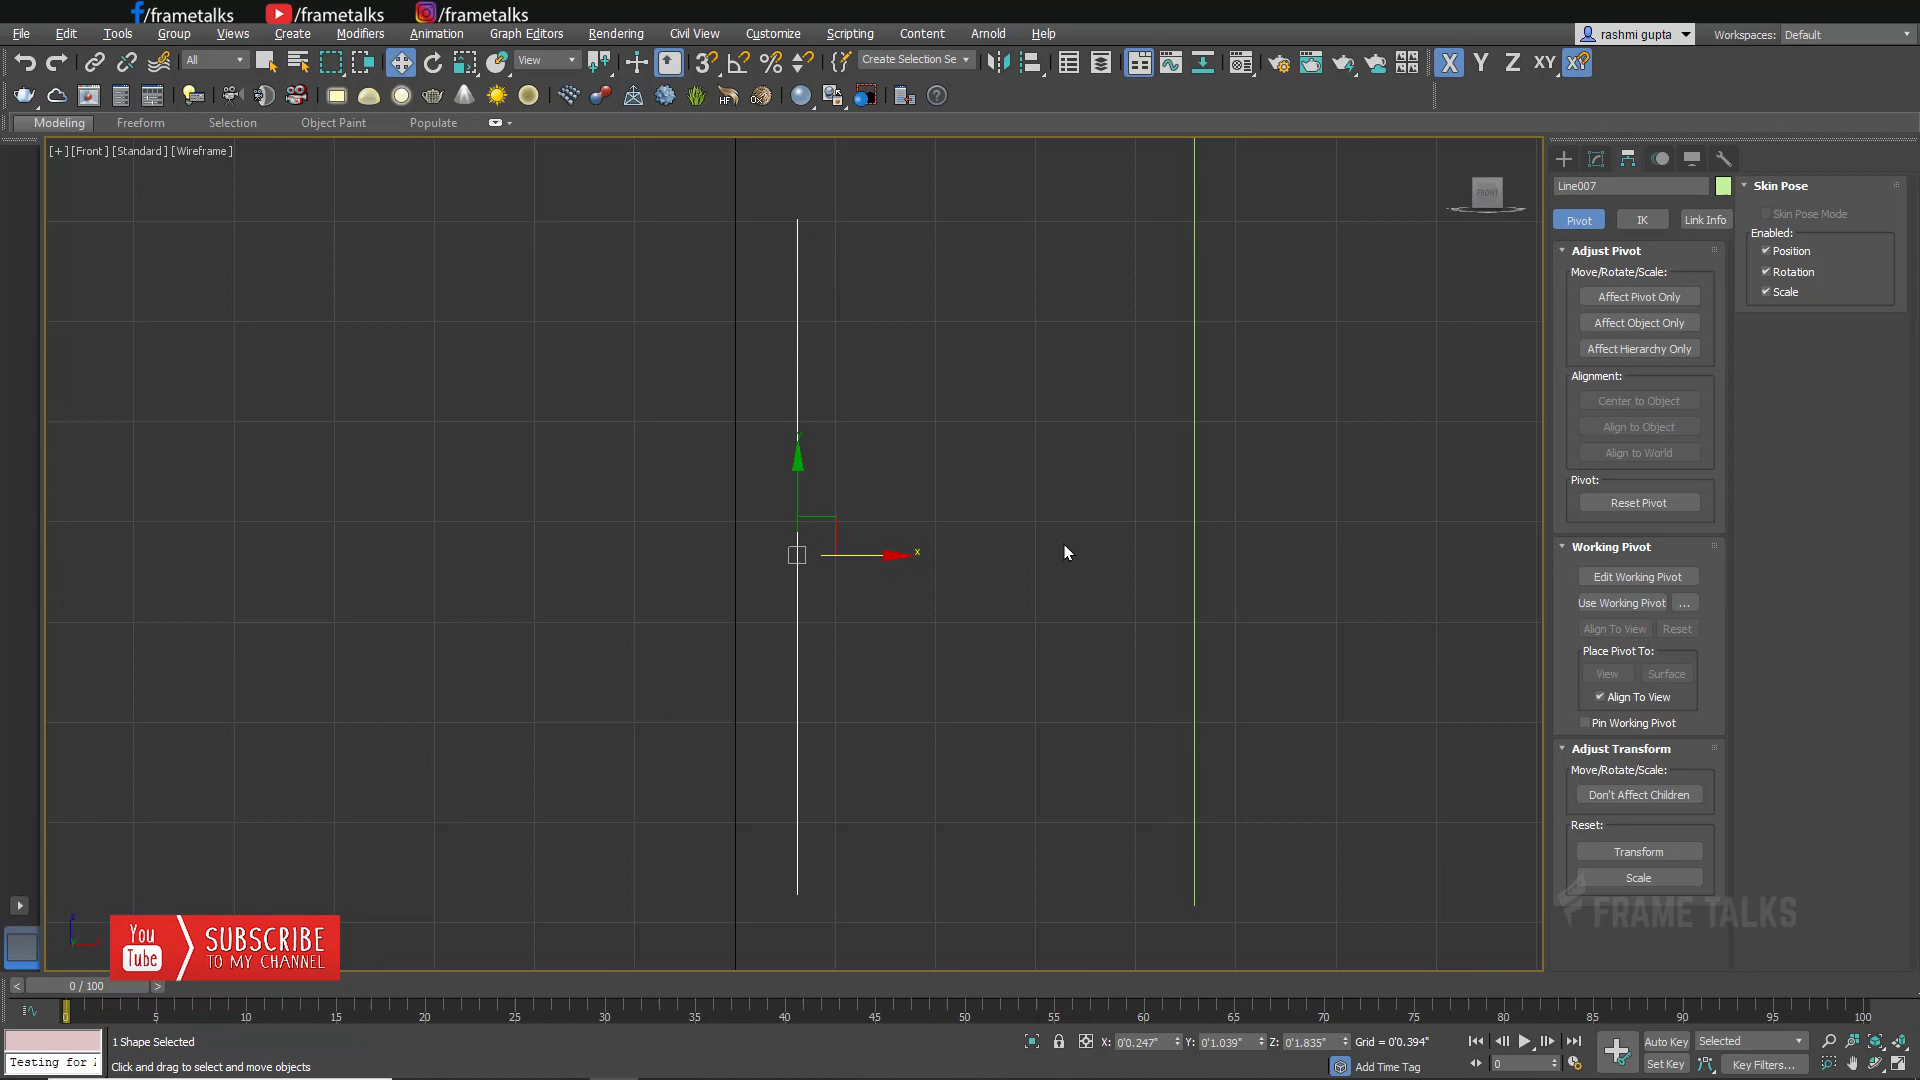 /frametalks /frametalks /frametalks
File Edit Tools Group Views Create Modifiers Animation Graph Editors Rendering Civil View Customize Scripting Content Arnold Help rashmi gupta Workspaces: Default
All View Create Selection Se X Y Z XY
Modeling Freeform Selection Object Paint Populate
[+] [Front] [Standard] [Wireframe]
FRONT
Line007
Skin Pose
Pivot IK Link Info
Skin Pose Mode
Enabled:
Adjust Pivot
Position
Move/Rotate/Scale:
Rotation
Affect Pivot Only
Scale
Affect Object Only
Affect Hierarchy Only
Alignment:
Center to Object
Align to Object
Align to World
Pivot:
Reset Pivot
Working Pivot
Edit Working Pivot
Use Working Pivot ...
Align To View Reset
Place Pivot To:
View Surface
Align To View
Pin Working Pivot
Adjust Transform
Move/Rotate/Scale:
Don't Affect Children
Reset:
Transform
Scale
FRAME TALKS
x
You Tube SUBSCRIBE
TO MY CHANNEL
< 0 / 100 >
0 5 10 15 20 25 30 35 40 45 50 55 60 65 70 75 80 85 90 95 100
1 Shape Selected X: 0'0.247" Y: 0'1.039" Z: 0'1.835" Grid = 0'0.394" Auto Key Selected
Testing for Click and drag to select and move objects Add Time Tag 0 Set Key Key Filters...